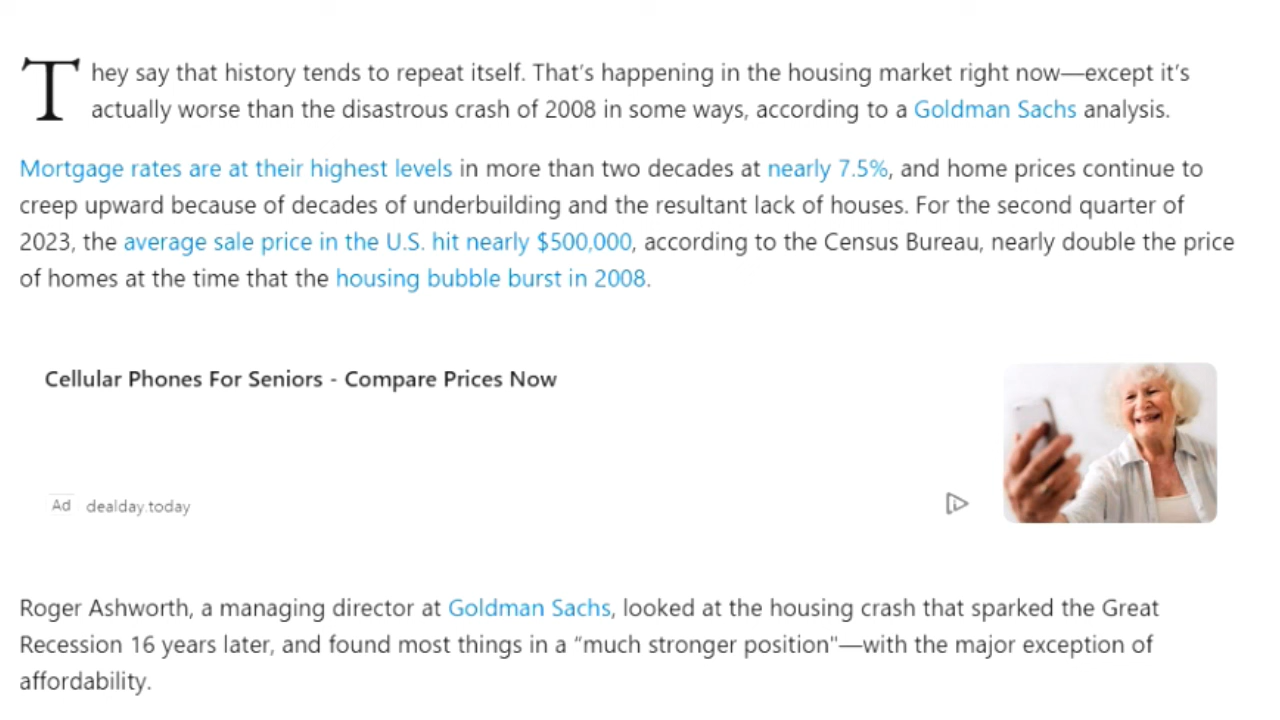 They say that history tends to repeat itself. That's happening in the housing market right now—except it's
actually worse than the disastrous crash of 2008 in some ways, according to a Goldman Sachs analysis.
Mortgage rates are at their highest levels in more than two decades at nearly 7.5%, and home prices continue to
creep upward because of decades of underbuilding and the resultant lack of houses. For the second quarter of
2023, the average sale price in the U.S. hit nearly $500,000, according to the Census Bureau, nearly double the price
of homes at the time that the housing bubble burst in 2008.
Cellular Phones For Seniors - Compare Prices Now
Ad dealday.today
Roger Ashworth, a managing director at Goldman Sachs, looked at the housing crash that sparked the Great
Recession 16 years later, and found most things in a “much stronger position"—with the major exception of
affordability.